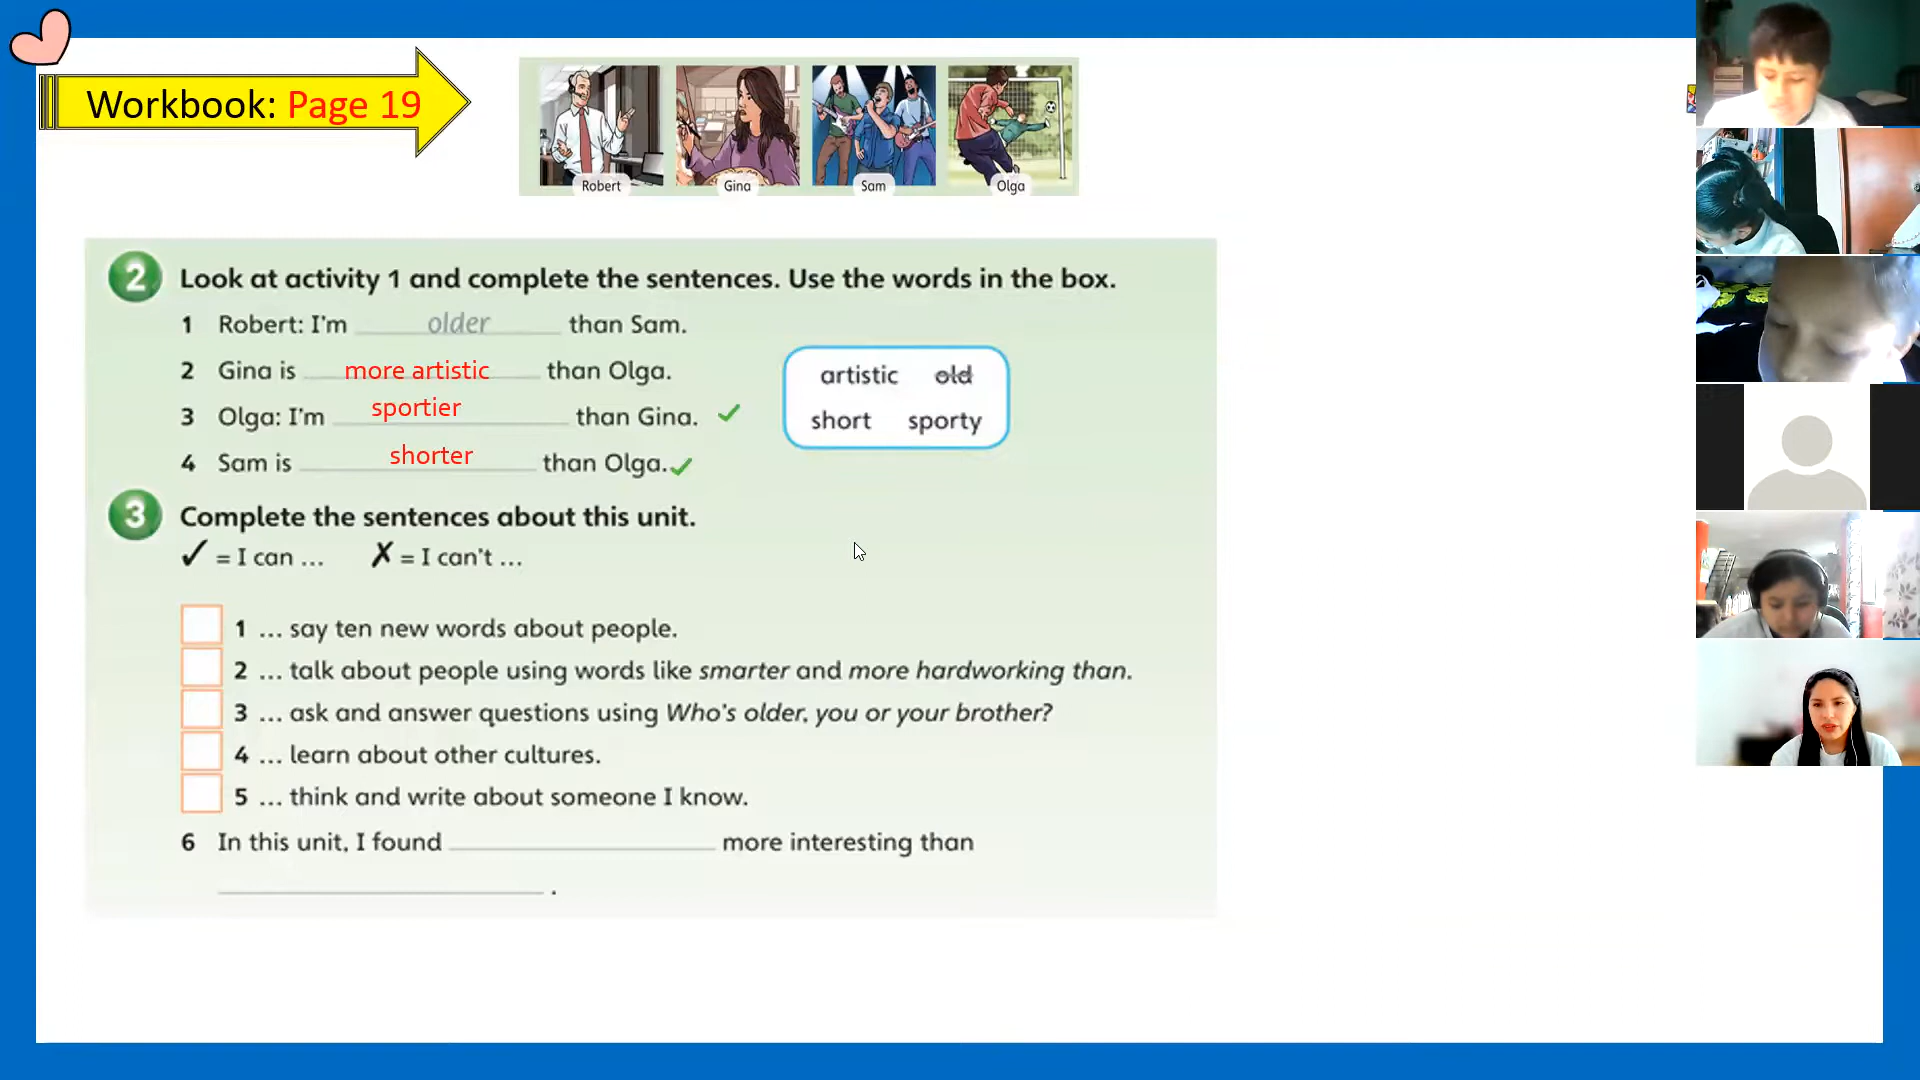 Workbook: Page 19
Robert
Gina
Sam
Olga
2 Look at activity 1 and complete the sentences. Use the words in the box.
1 Robert: I'm older than Sam.
2 Gina is more artistic than Olga.
3 Olga: I'm sportier than Gina. ✓
4 Sam is shorter than Olga. ✓
artistic old
short sporty
3 Complete the sentences about this unit.
✓ = I can ... ✗ = I can't ...
1 ... say ten new words about people.
2 ... talk about people using words like smarter and more hardworking than.
3 ... ask and answer questions using Who's older, you or your brother?
4 ... learn about other cultures.
5 ... think and write about someone I know.
6 In this unit, I found ______ more interesting than
______ .